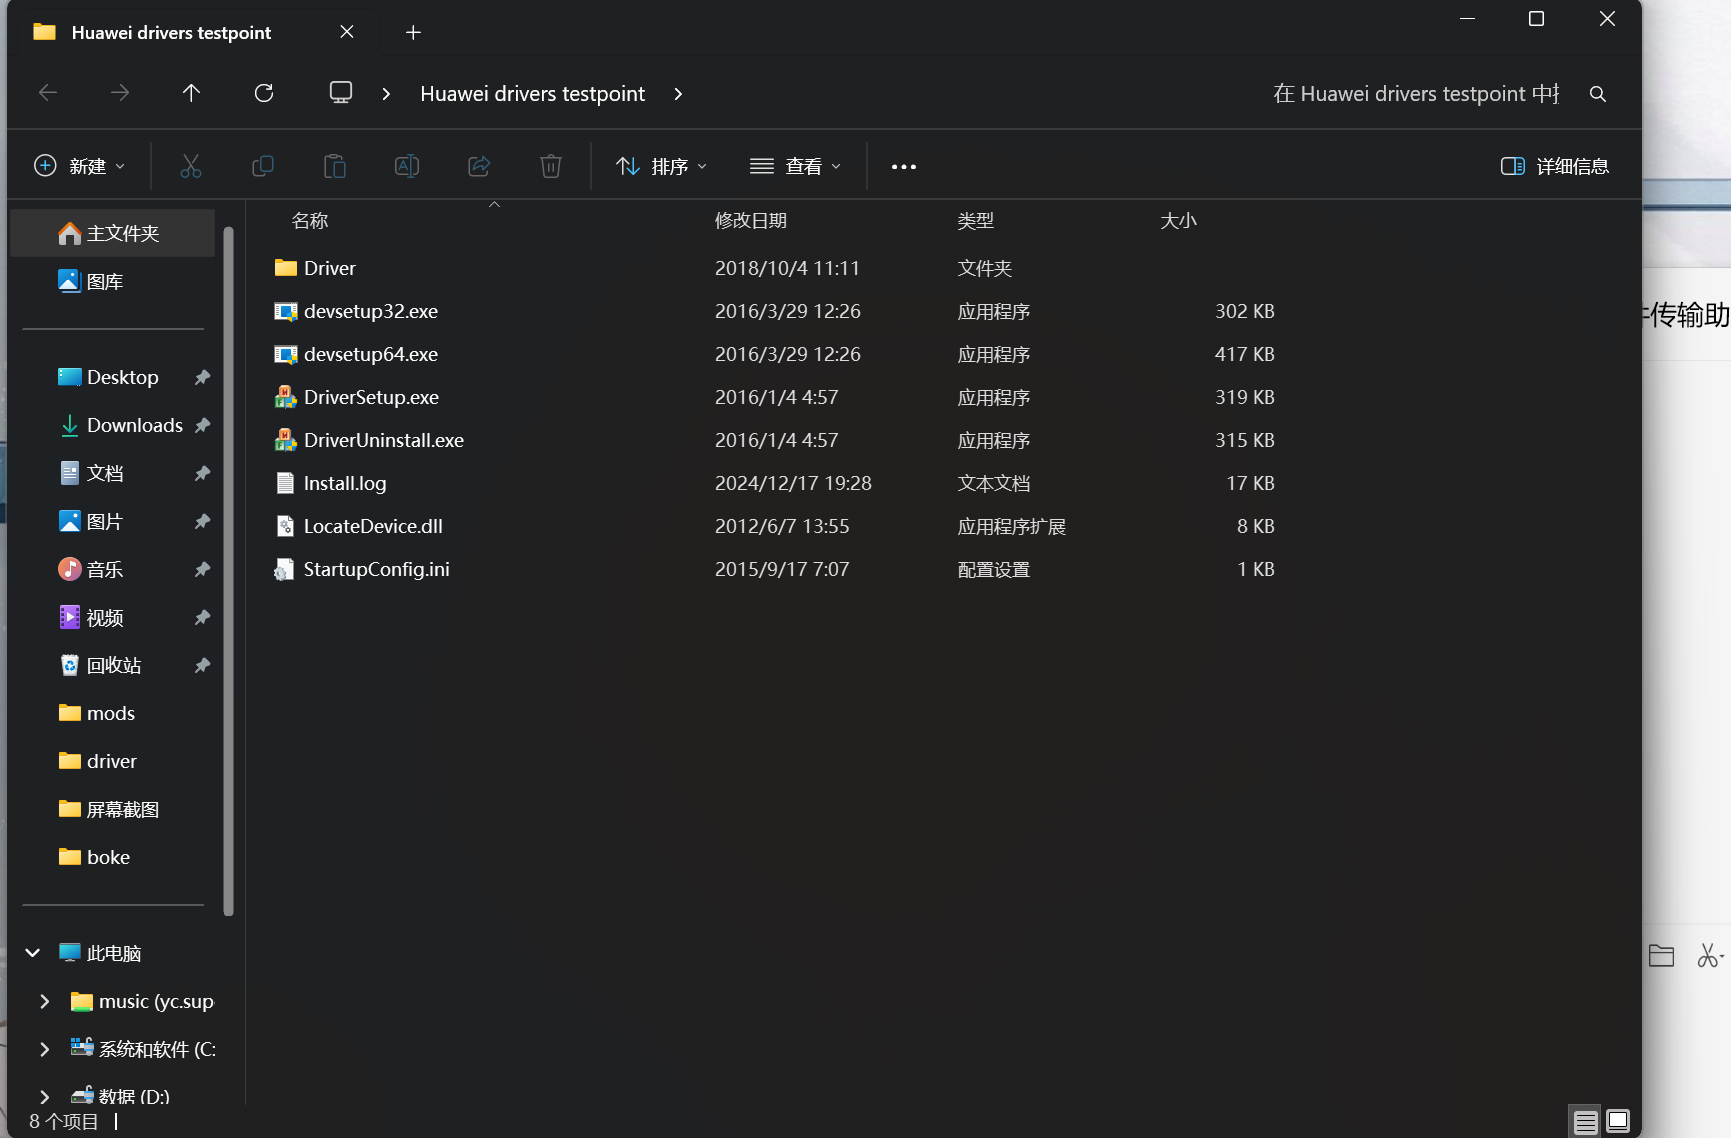 Huawei drivers testpoint
Huawei drivers testpoint
在 Huawei drivers testpoint 中
新建
排序
查看
详细信息
主文件夹
图库
Desktop
Downloads
文档
图片
音乐
视频
回收站
mods
driver
屏幕截图
boke
此电脑
music (yc.sup
系统和软件 (C:
数据 (D:)
名称 修改日期 类型 大小
Driver 2018/10/4 11:11 文件夹
devsetup32.exe 2016/3/29 12:26 应用程序 302 KB
devsetup64.exe 2016/3/29 12:26 应用程序 417 KB
DriverSetup.exe 2016/1/4 4:57 应用程序 319 KB
DriverUninstall.exe 2016/1/4 4:57 应用程序 315 KB
Install.log 2024/12/17 19:28 文本文档 17 KB
LocateDevice.dll 2012/6/7 13:55 应用程序扩展 8 KB
StartupConfig.ini 2015/9/17 7:07 配置设置 1 KB
8 个项目
传输助